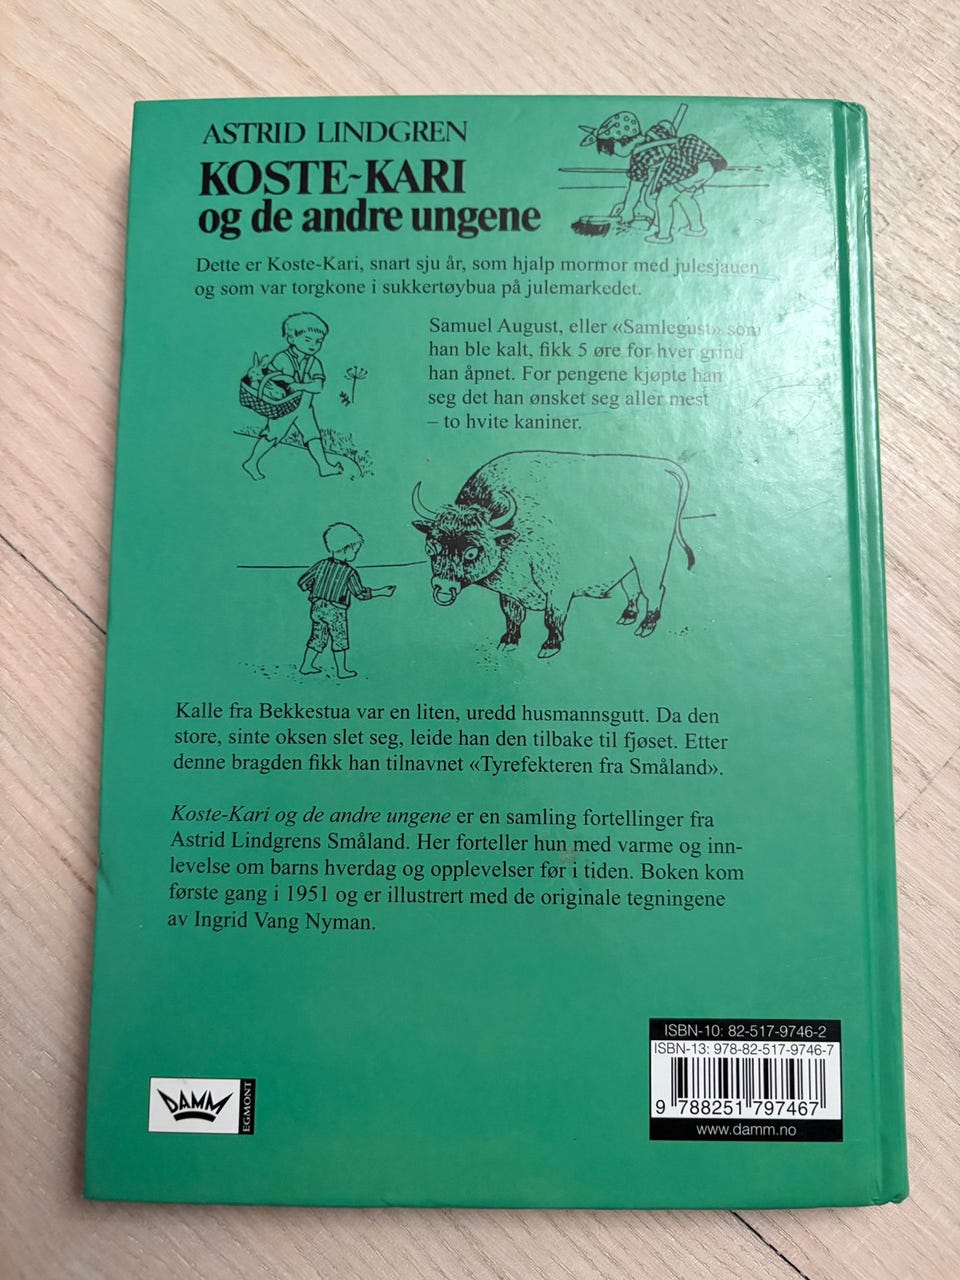 ASTRID LINDGREN
KOSTE-KARI
og de andre ungene
Dette er Koste-Kari, snart sju år, som hjalp mormor med julesjauen
og som var torgkone i sukkertøybua på julemarkedet.
Samuel August, eller «Samlegust» som
han ble kalt, fikk 5 øre for hver grind
han åpnet. For pengene kjøpte han
seg det han ønsket seg aller mest
– to hvite kaniner.
Kalle fra Bekkestua var en liten, uredd husmannsgutt. Da den
store, sinte oksen slet seg, leide han den tilbake til fjøset. Etter
denne bragden fikk han tilnavnet «Tyrefekteren fra Småland».
Koste-Kari og de andre ungene er en samling fortellinger fra
Astrid Lindgrens Småland. Her forteller hun med varme og inn-
levelse om barns hverdag og opplevelser før i tiden. Boken kom
første gang i 1951 og er illustrert med de originale tegningene
av Ingrid Vang Nyman.
ISBN-10: 82-517-9746-2
ISBN-13: 978-82-517-9746-7
9 788251 797467
www.damm.no
DAMM
EGMONT